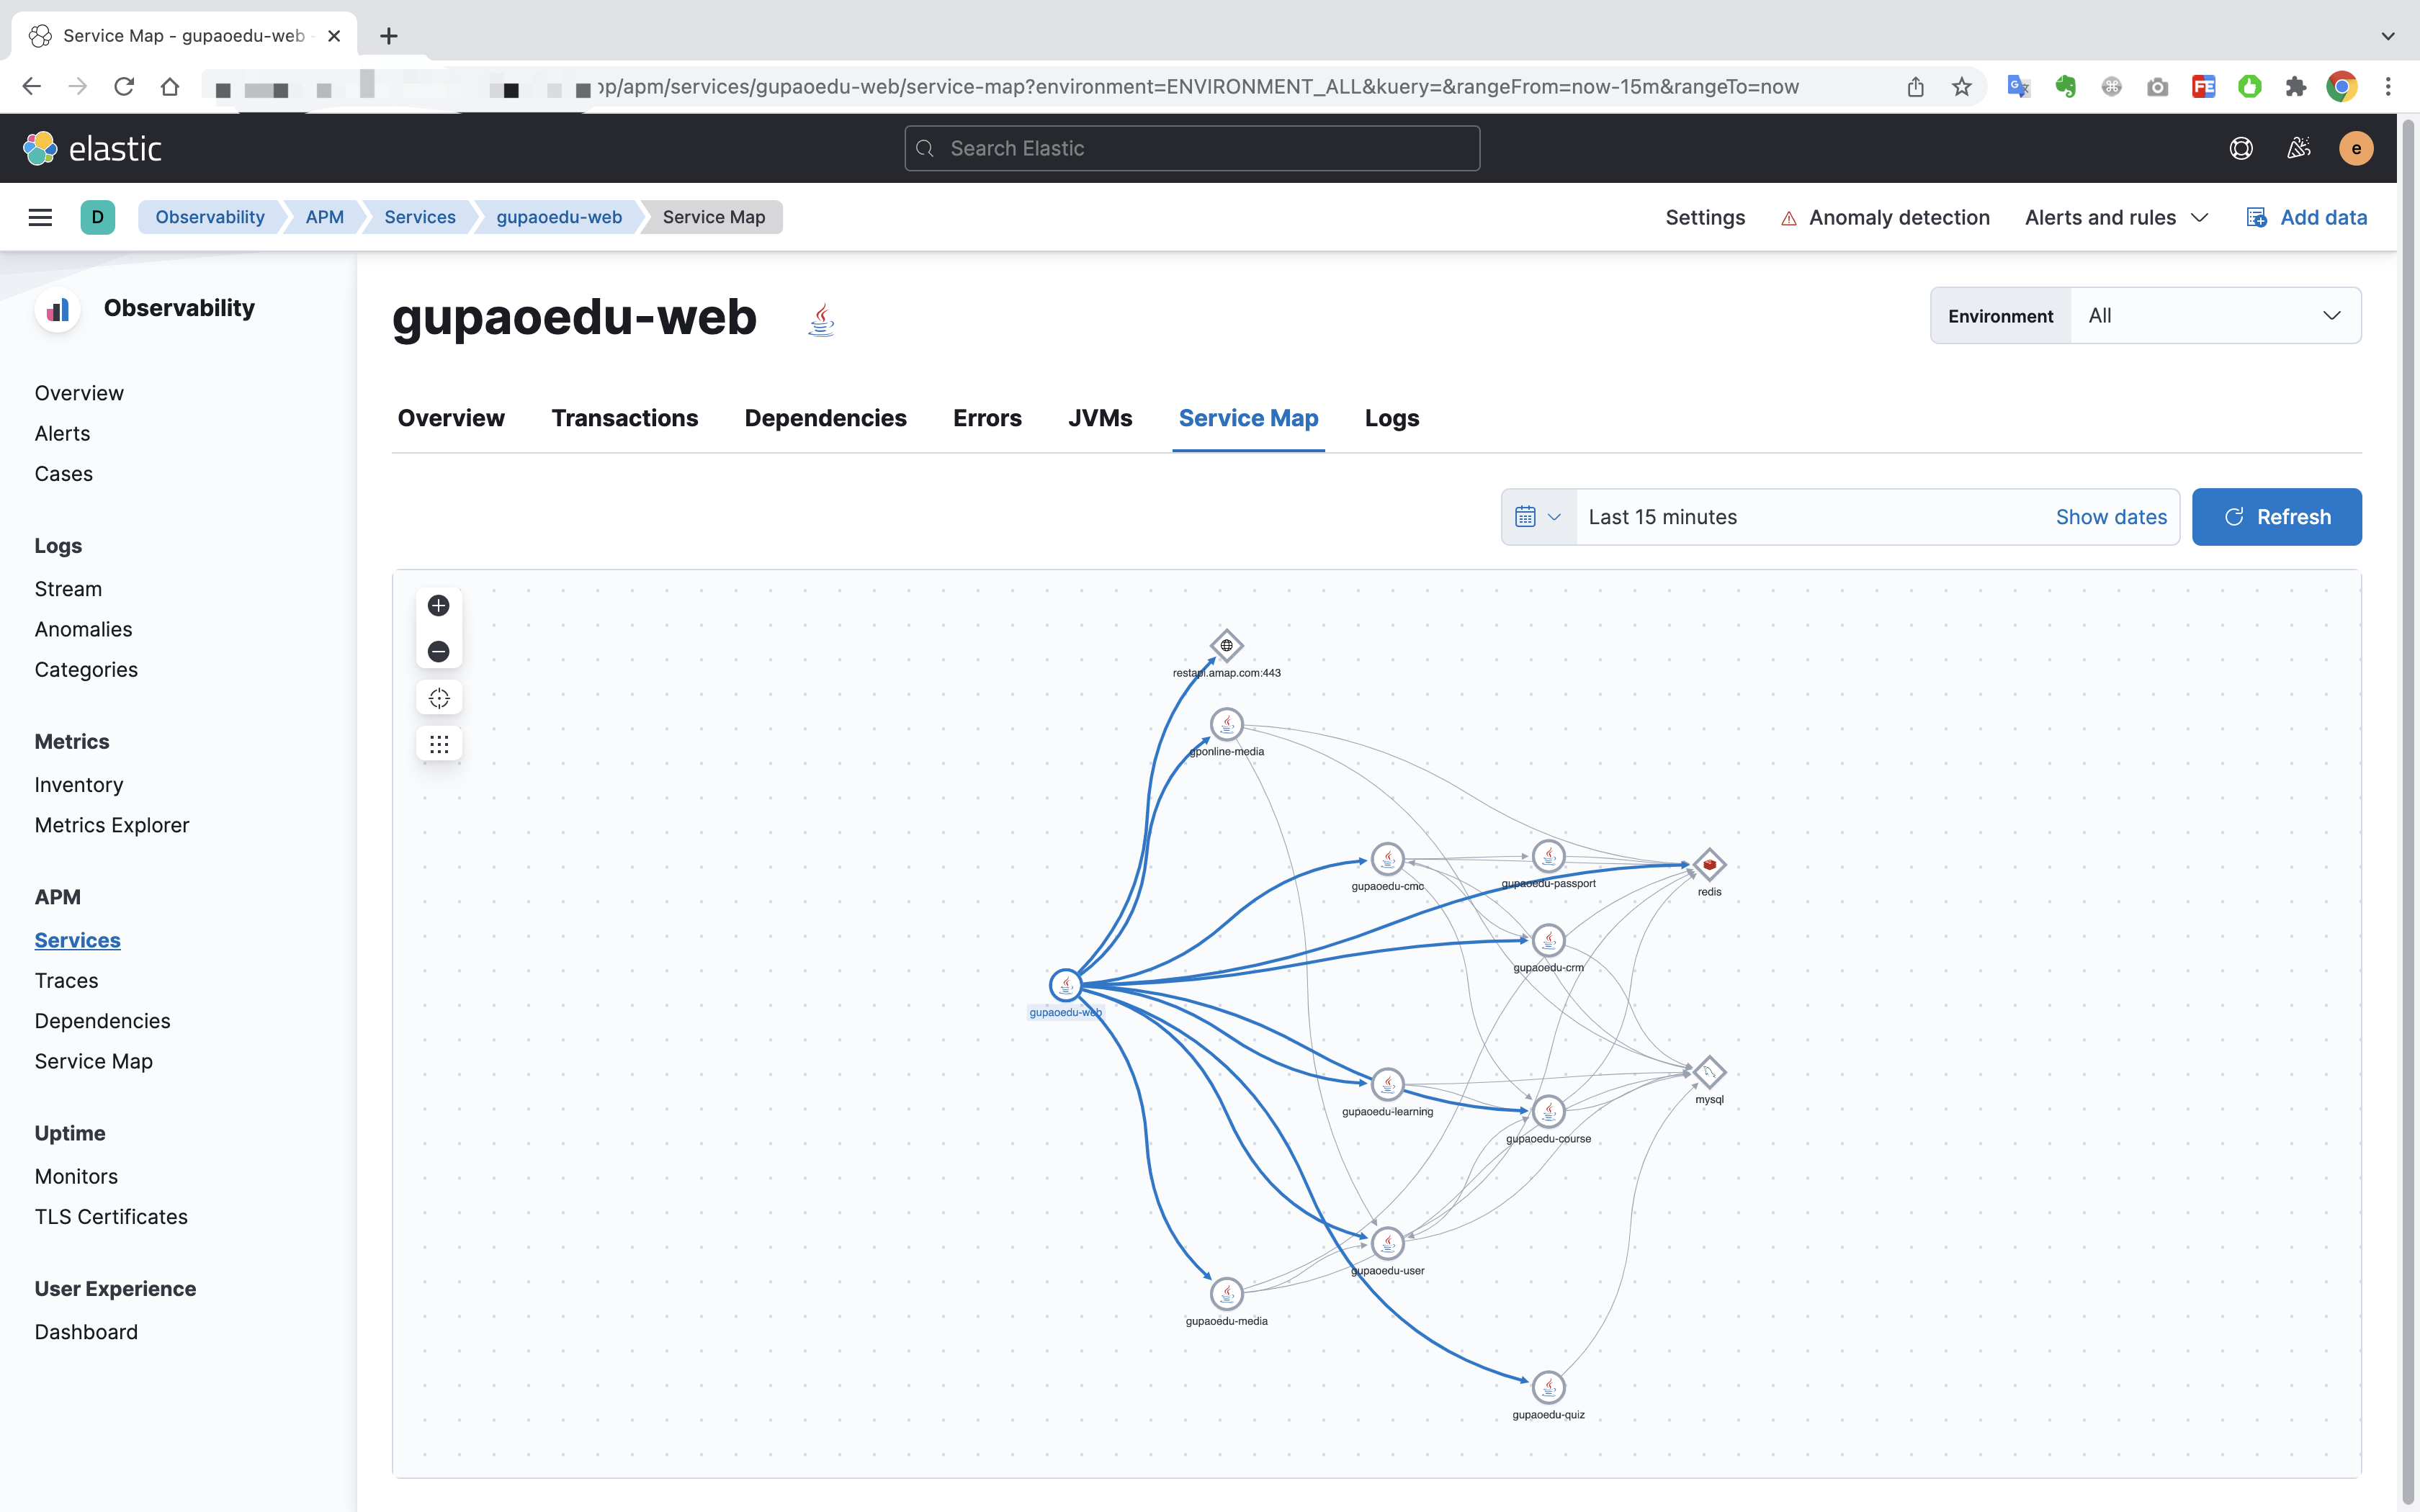 Service Map - gupaoedu-web
pp/apm/services/gupaoedu-web/service-map?environment=ENVIRONMENT_ALL&kuery=&rangeFrom=now-15m&rangeTo=now
FE
elastic
Search Elastic
e
D
Observability
APM
Services
gupaoedu-web
Service Map
Settings
Anomaly detection
Alerts and rules
Add data
Observability
Overview
Alerts
Cases
Logs
Stream
Anomalies
Categories
Metrics
Inventory
Metrics Explorer
APM
Services
Traces
Dependencies
Service Map
Uptime
Monitors
TLS Certificates
User Experience
Dashboard
gupaoedu-web
Environment
All
Overview
Transactions
Dependencies
Errors
JVMs
Service Map
Logs
Last 15 minutes
Show dates
Refresh
restapi.amap.com:443
gponline-media
gupaoedu-cmc
gupaoedu-passport
redis
gupaoedu-crm
gupaoedu-web
mysql
gupaoedu-learning
gupaoedu-course
gupaoedu-user
gupaoedu-media
gupaoedu-quiz